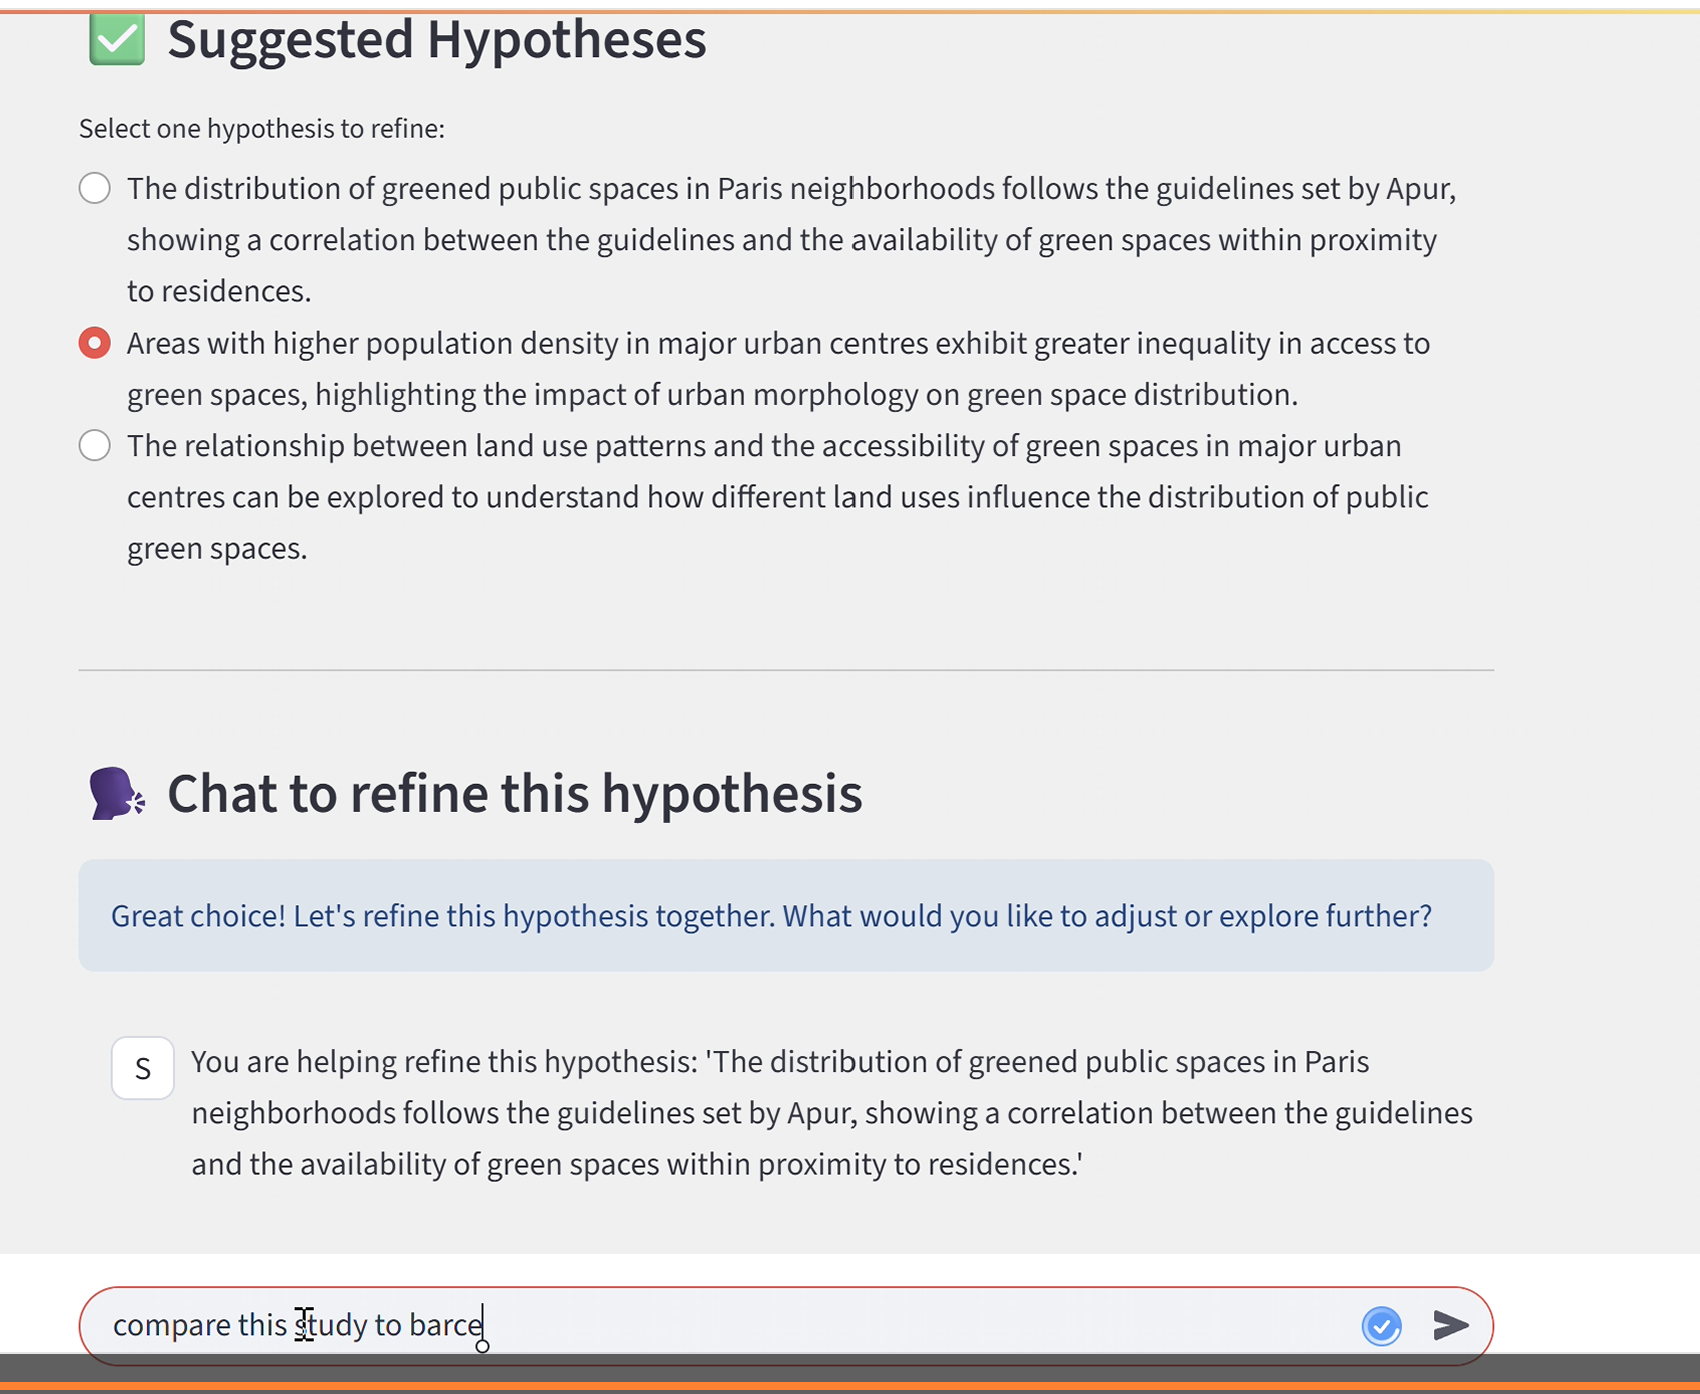 Suggested Hypotheses
Select one hypothesis to refine:
The distribution of greened public spaces in Paris neighborhoods follows the guidelines set by Apur,
showing a correlation between the guidelines and the availability of green spaces within proximity
to residences.
Areas with higher population density in major urban centres exhibit greater inequality in access to
green spaces, highlighting the impact of urban morphology on green space distribution.
The relationship between land use patterns and the accessibility of green spaces in major urban
centres can be explored to understand how different land uses influence the distribution of public
green spaces.
Chat to refine this hypothesis
Great choice! Let's refine this hypothesis together. What would you like to adjust or explore further?
S
You are helping refine this hypothesis: 'The distribution of greened public spaces in Paris
neighborhoods follows the guidelines set by Apur, showing a correlation between the guidelines
and the availability of green spaces within proximity to residences.'
compare this study to barce